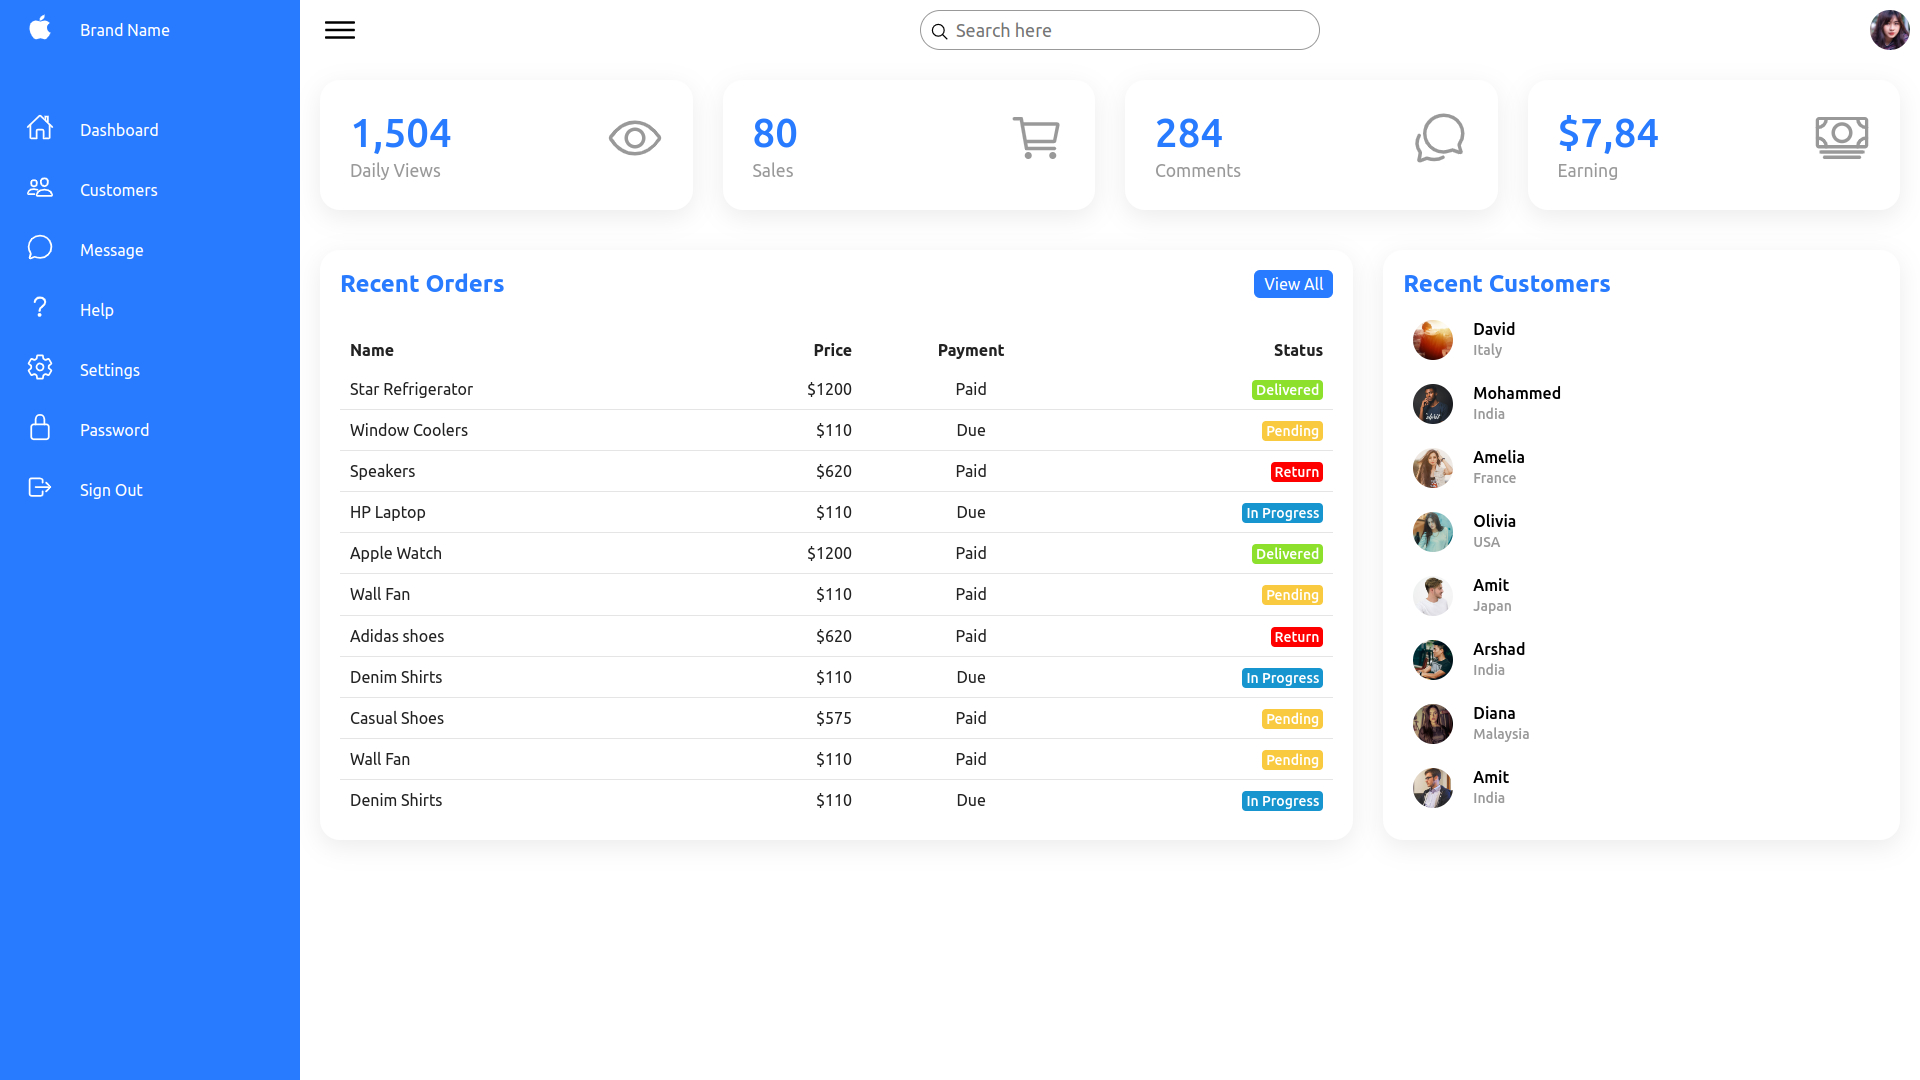 Brand Name
Dashboard
Customers
Message
Help
Settings
Password
Sign Out
Search here
1,504
Daily Views
80
Sales
284
Comments
$7,84
Earning
Recent Orders
View All
Name Price Payment Status
Star Refrigerator $1200 Paid Delivered
Window Coolers $110 Due Pending
Speakers $620 Paid Return
HP Laptop $110 Due In Progress
Apple Watch $1200 Paid Delivered
Wall Fan $110 Paid Pending
Adidas shoes $620 Paid Return
Denim Shirts $110 Due In Progress
Casual Shoes $575 Paid Pending
Wall Fan $110 Paid Pending
Denim Shirts $110 Due In Progress
Recent Customers
David
Italy
Mohammed
India
Amelia
France
Olivia
USA
Amit
Japan
Arshad
India
Diana
Malaysia
Amit
India